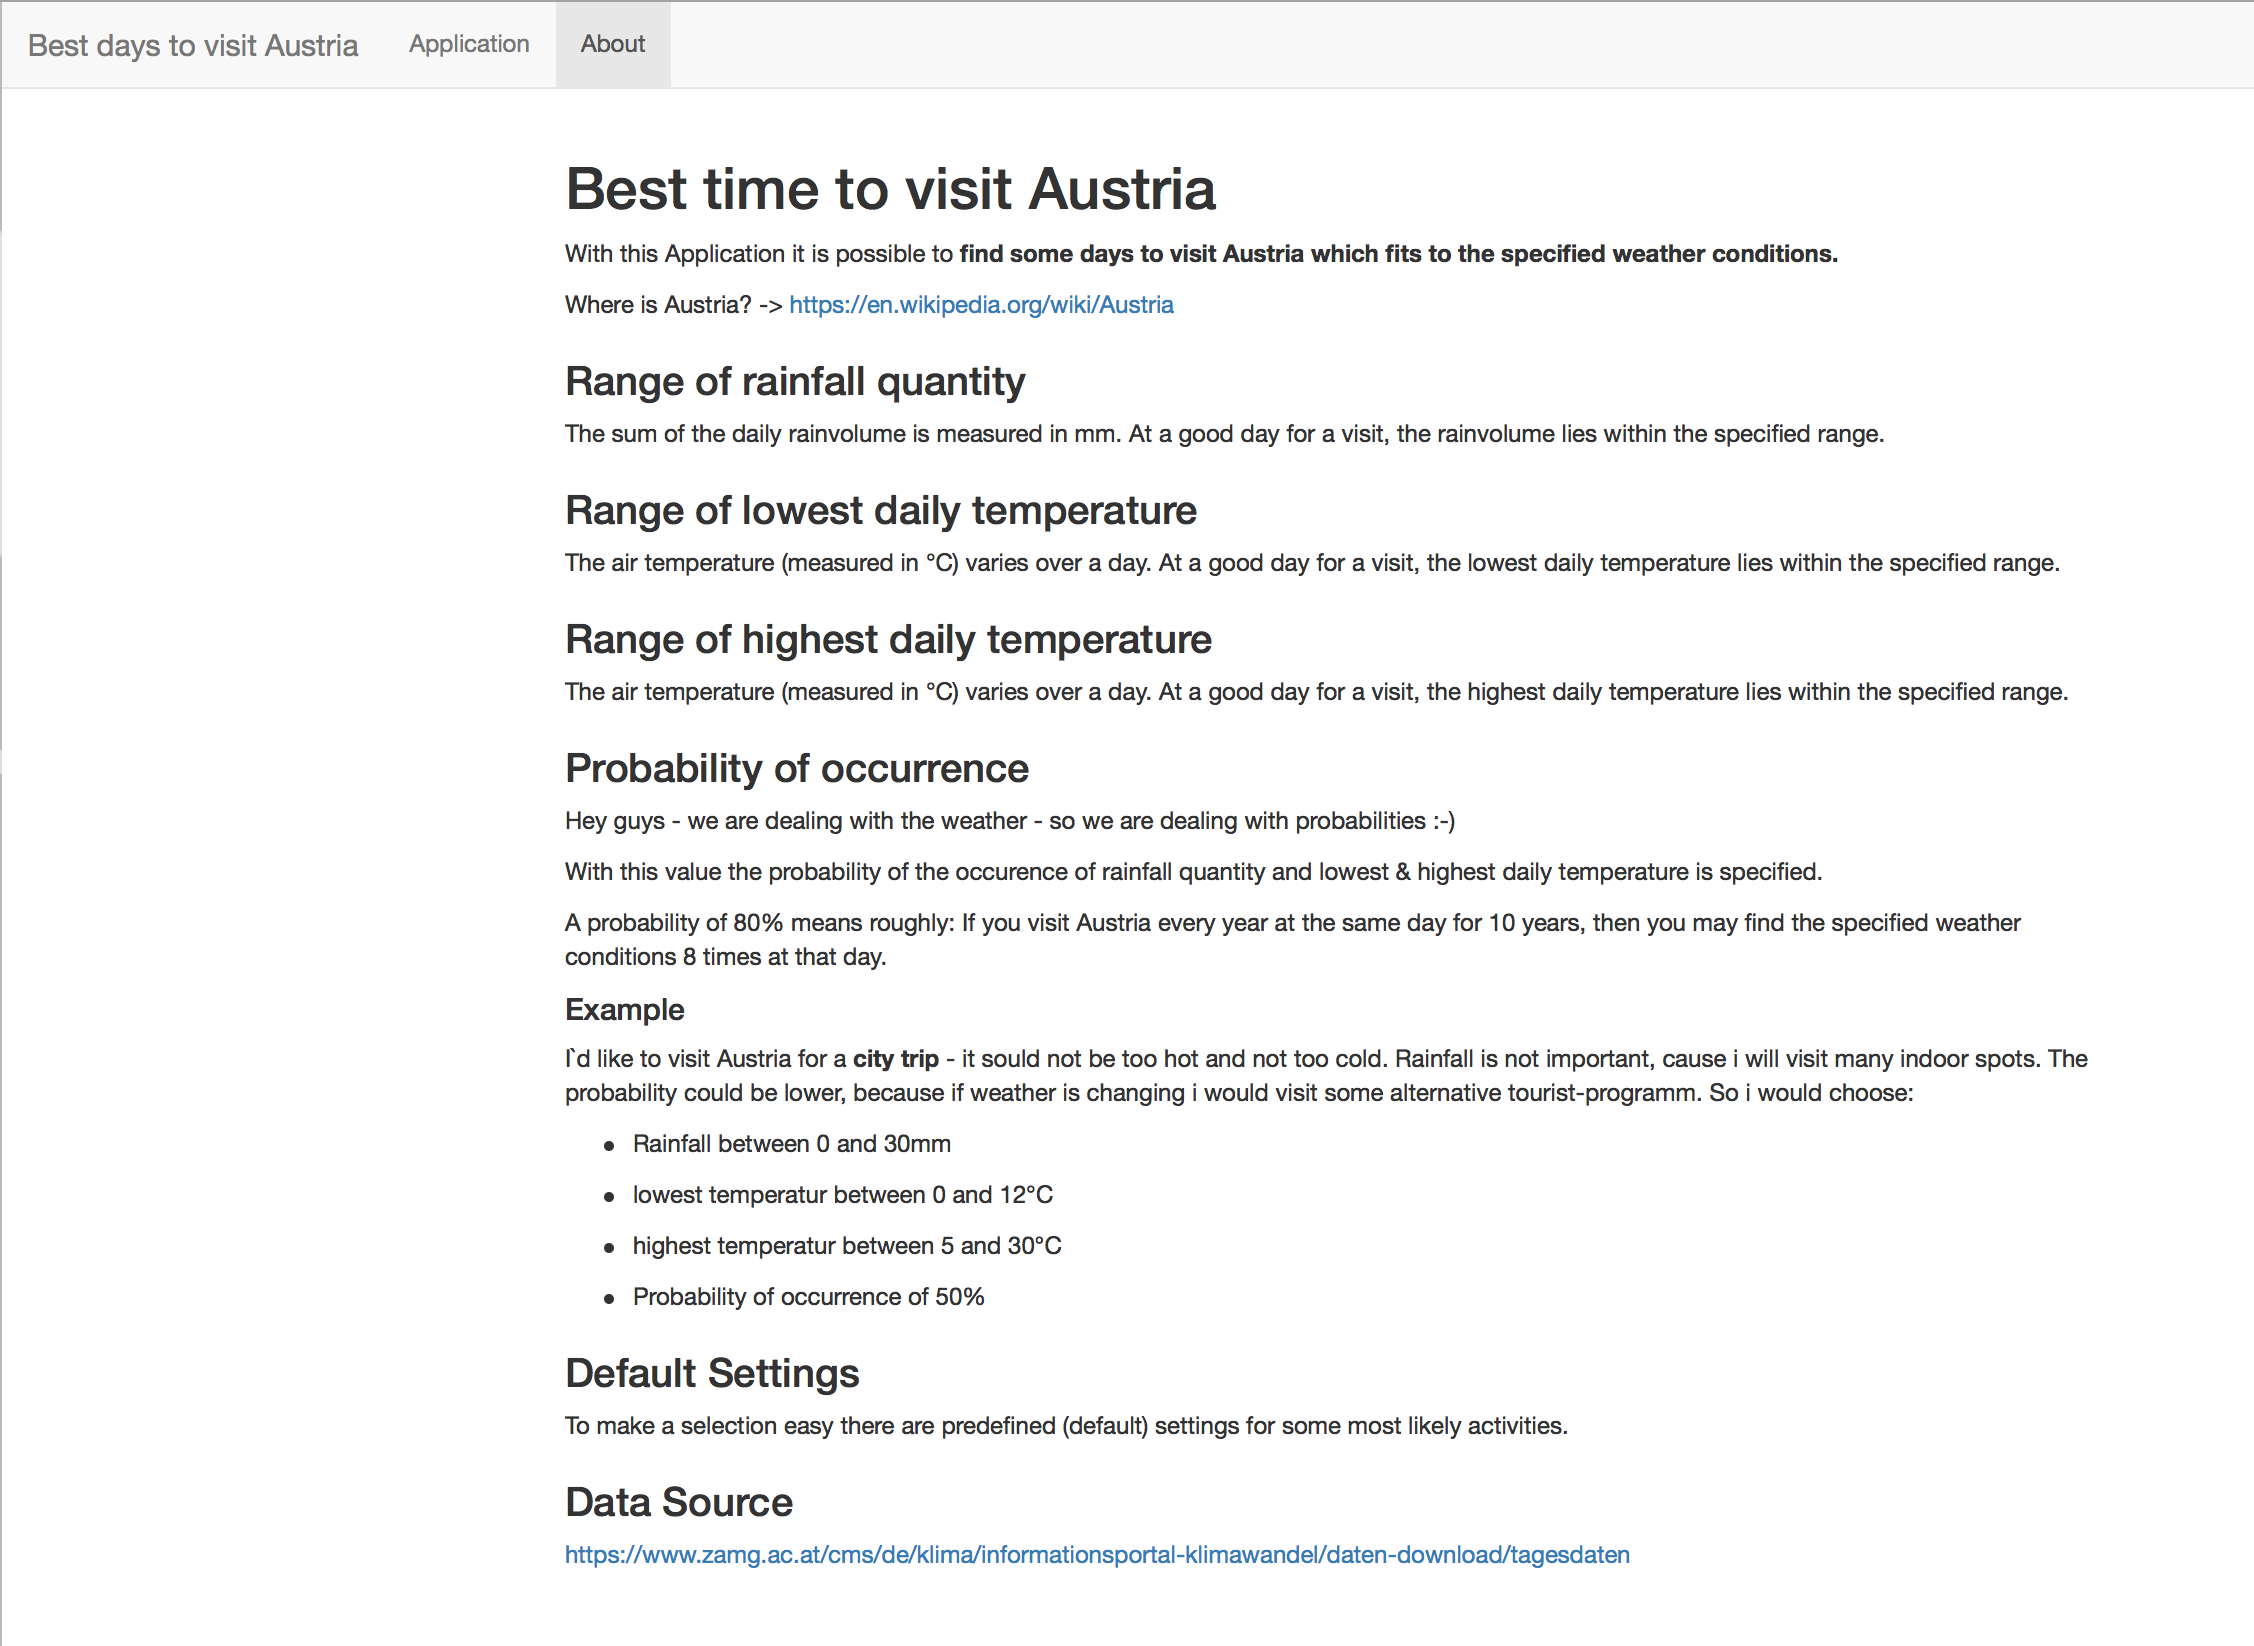 Best days to visit Austria
Application
About
Best time to visit Austria
With this Application it is possible to find some days to visit Austria which fits to the specified weather conditions.
Where is Austria? -> https://en.wikipedia.org/wiki/Austria
Range of rainfall quantity
The sum of the daily rainvolume is measured in mm. At a good day for a visit, the rainvolume lies within the specified range.
Range of lowest daily temperature
The air temperature (measured in °C) varies over a day. At a good day for a visit, the lowest daily temperature lies within the specified range.
Range of highest daily temperature
The air temperature (measured in °C) varies over a day. At a good day for a visit, the highest daily temperature lies within the specified range.
Probability of occurrence
Hey guys - we are dealing with the weather - so we are dealing with probabilities :-)
With this value the probability of the occurence of rainfall quantity and lowest & highest daily temperature is specified.
A probability of 80% means roughly: If you visit Austria every year at the same day for 10 years, then you may find the specified weather
conditions 8 times at that day.
Example
I`d like to visit Austria for a city trip - it sould not be too hot and not too cold. Rainfall is not important, cause i will visit many indoor spots. The
probability could be lower, because if weather is changing i would visit some alternative tourist-programm. So i would choose:
• Rainfall between 0 and 30mm
• lowest temperatur between 0 and 12°C
• highest temperatur between 5 and 30°C
• Probability of occurrence of 50%
Default Settings
To make a selection easy there are predefined (default) settings for some most likely activities.
Data Source
https://www.zamg.ac.at/cms/de/klima/informationsportal-klimawandel/daten-download/tagesdaten